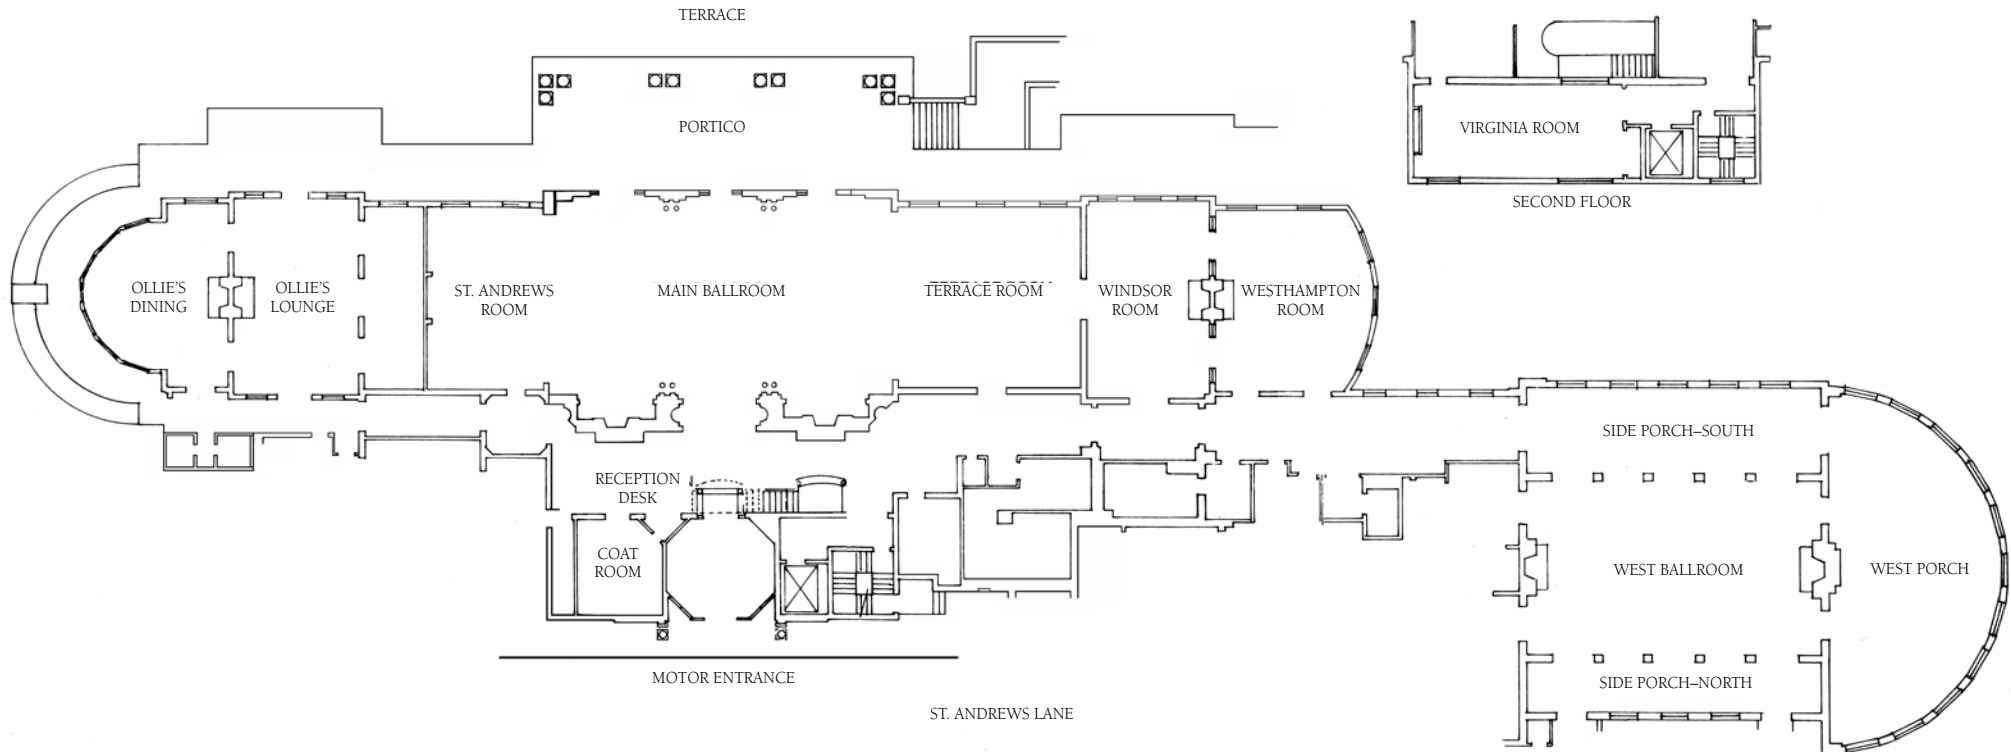 TERRACE
PORTICO
VIRGINIA ROOM
SECOND FLOOR
OLLIE'S
DINING
OLLIE'S
LOUNGE
ST. ANDREWS
ROOM
MAIN BALLROOM
TERRACE ROOM
WINDSOR
ROOM
WESTHAMPTON
ROOM
SIDE PORCH–SOUTH
RECEPTION
DESK
COAT
ROOM
WEST BALLROOM
WEST PORCH
MOTOR ENTRANCE
SIDE PORCH–NORTH
ST. ANDREWS LANE